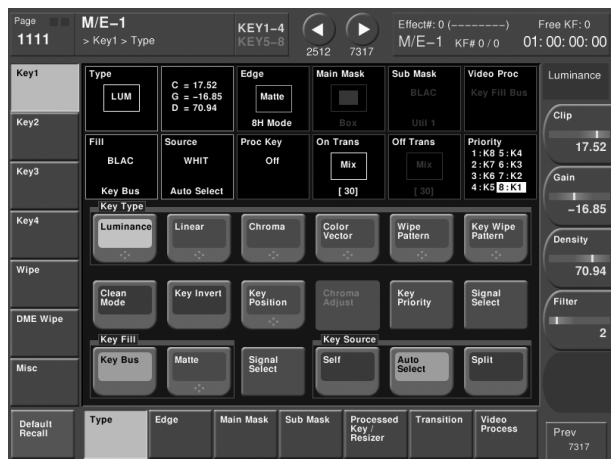 Page
1111
M/E−1
> Key1 > Type
KEY1−4
KEY5−8
2512
7317
Effect#: 0 (−−−−−−−−)
M/E−1 KF# 0 / 0
Free KF: 0
01: 00: 00: 00
Key1
Key2
Key3
Key4
Wipe
DME Wipe
Misc
Default
Recall
Type
LUM
C = 17.52
G = −16.85
D = 70.94
Edge
Matte
8H Mode
Main Mask
Box
Sub Mask
BLAC
Util 1
Video Proc
Key Fill Bus
Fill
BLAC
Key Bus
Source
WHIT
Auto Select
Proc Key
Off
On Trans
Mix
[ 30]
Off Trans
Mix
[ 30]
Priority
1 : K8 5 : K4
2 : K7 6 : K3
3 : K6 7 : K2
4 : K5 8 : K1
Key Type
Luminance
Linear
Chroma
Color
Vector
Wipe
Pattern
Key Wipe
Pattern
Clean
Mode
Key Invert
Key
Position
Chroma
Adjust
Key
Priority
Signal
Select
Key Fill
Key Bus
Matte
Signal
Select
Key Source
Self
Auto
Select
Split
Luminance
Clip
17.52
Gain
−16.85
Density
70.94
Filter
2
Type
Edge
Main Mask
Sub Mask
Processed
Key /
Resizer
Transition
Video
Process
Prev
7317